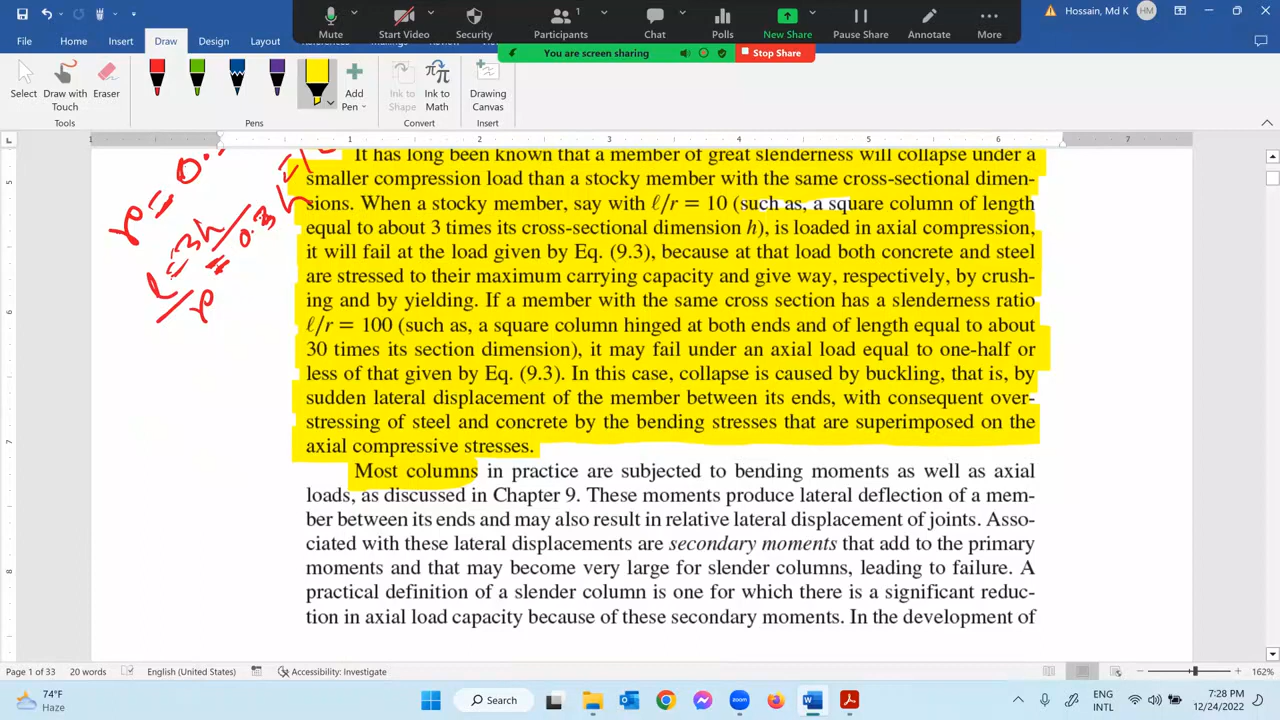 Mute
Start Video
Security
1
Participants
Chat
Polls
New Share
Pause Share
Annotate
More
Hossain, Md K
HM
You are screen sharing
Stop Share
File
Home
Insert
Draw
Design
Layout
Select
Draw with Touch
Eraser
Add Pen
Ink to Shape
Ink to Math
Drawing Canvas
Tools
Pens
Convert
Insert
1 1 2 3 4 5 6 7
It has long been known that a member of great slenderness will collapse under a
smaller compression load than a stocky member with the same cross-sectional dimen-
sions. When a stocky member, say with ℓ/r = 10 (such as, a square column of length
equal to about 3 times its cross-sectional dimension h), is loaded in axial compression,
it will fail at the load given by Eq. (9.3), because at that load both concrete and steel
are stressed to their maximum carrying capacity and give way, respectively, by crush-
ing and by yielding. If a member with the same cross section has a slenderness ratio
ℓ/r = 100 (such as, a square column hinged at both ends and of length equal to about
30 times its section dimension), it may fail under an axial load equal to one-half or
less of that given by Eq. (9.3). In this case, collapse is caused by buckling, that is, by
sudden lateral displacement of the member between its ends, with consequent over-
stressing of steel and concrete by the bending stresses that are superimposed on the
axial compressive stresses.
Most columns in practice are subjected to bending moments as well as axial
loads, as discussed in Chapter 9. These moments produce lateral deflection of a mem-
ber between its ends and may also result in relative lateral displacement of joints. Asso-
ciated with these lateral displacements are secondary moments that add to the primary
moments and that may become very large for slender columns, leading to failure. A
practical definition of a slender column is one for which there is a significant reduc-
tion in axial load capacity because of these secondary moments. In the development of
5
6
7
8
Page 1 of 33
20 words
English (United States)
Accessibility: Investigate
162%
74°F
Haze
Search
ENG
INTL
7:28 PM
12/24/2022